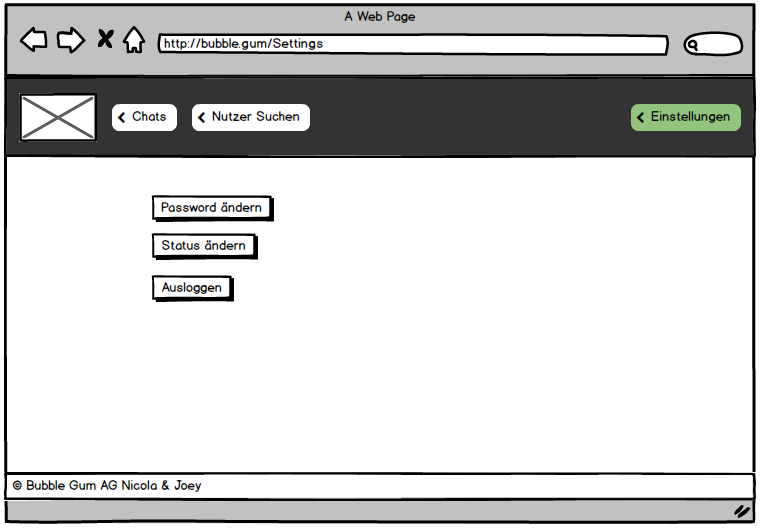 A Web Page
http://bubble.gum/Settings
Chats
Nutzer Suchen
Einstellungen
Password ändern
Status ändern
Ausloggen
© Bubble Gum AG Nicola & Joey